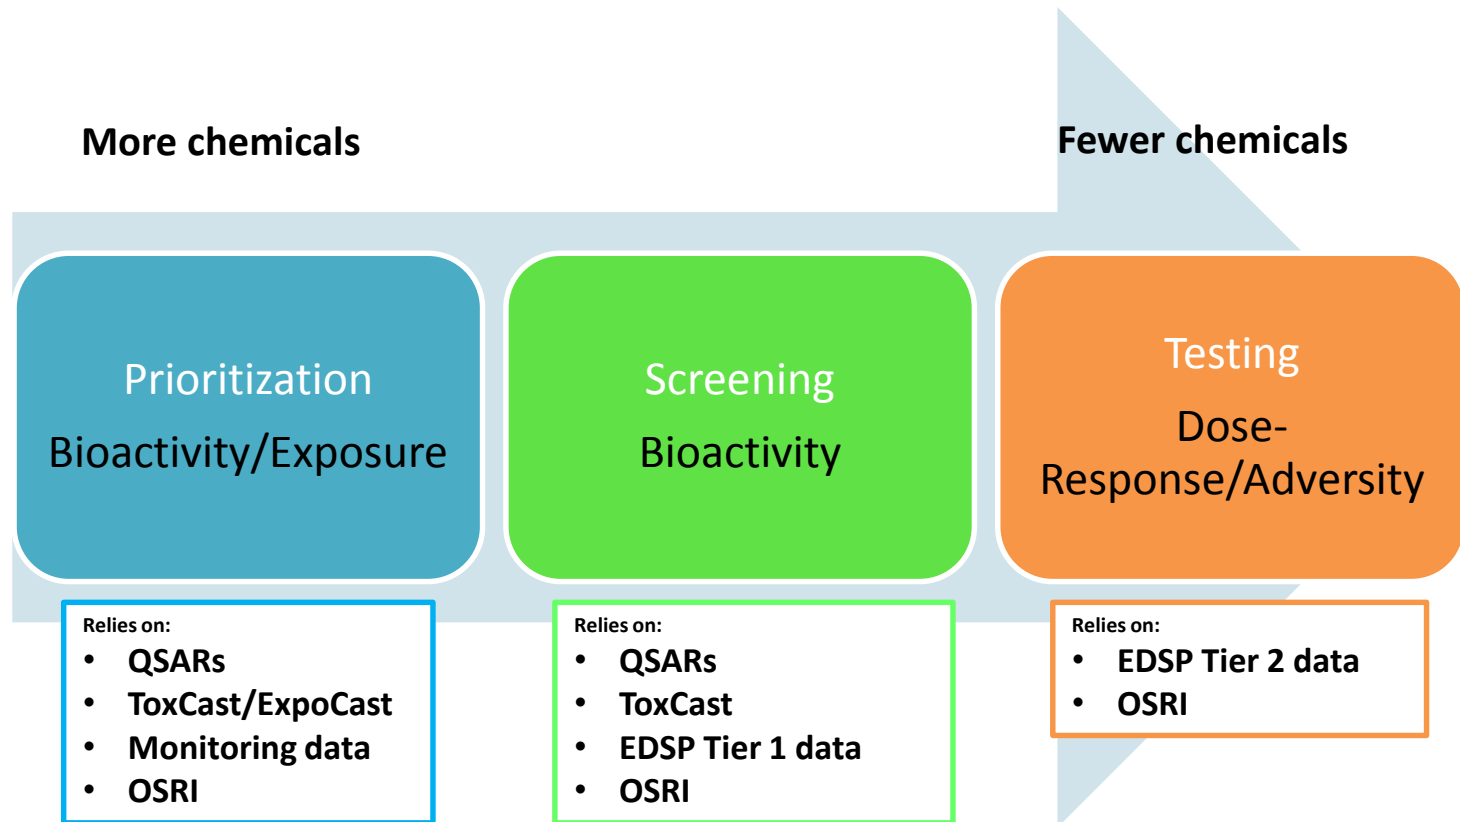 More chemicals
Fewer chemicals
Prioritization
Bioactivity/Exposure
Screening
Bioactivity
Testing
Dose-
Response/Adversity
Relies on:
• QSARs
• ToxCast/ExpoCast
• Monitoring data
• OSRI
Relies on:
• QSARs
• ToxCast
• EDSP Tier 1 data
• OSRI
Relies on:
• EDSP Tier 2 data
• OSRI